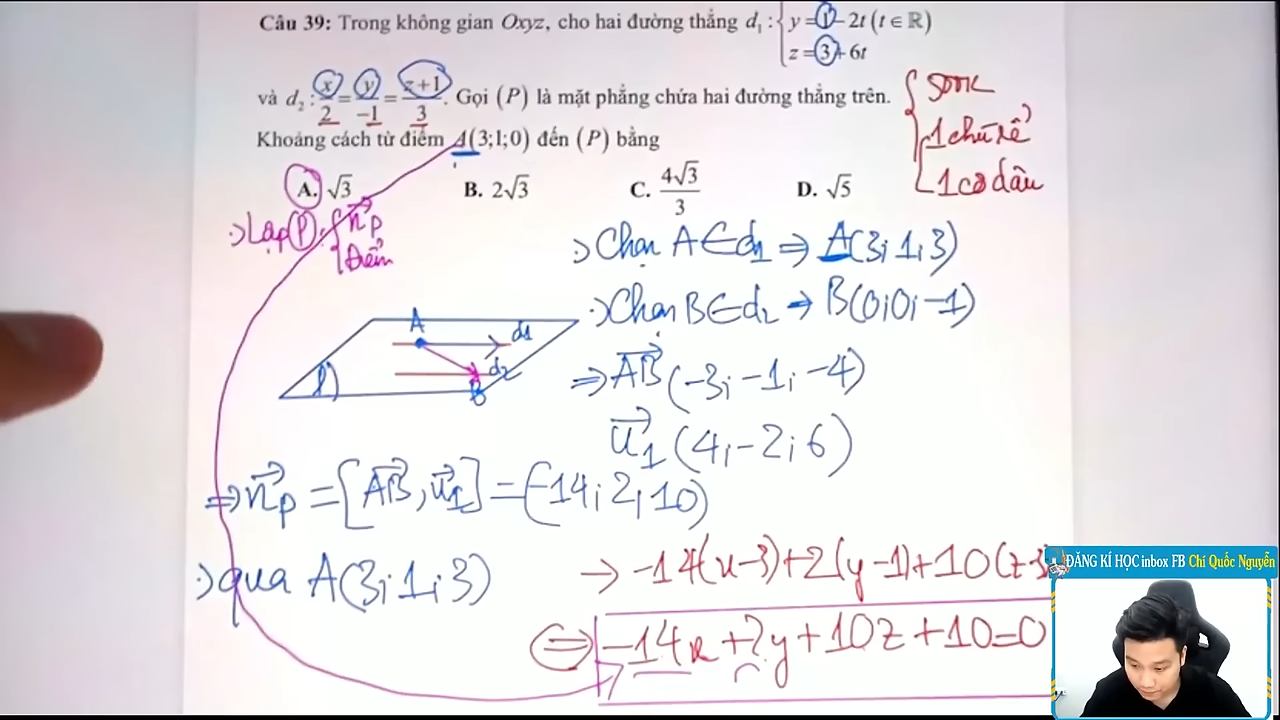 Câu 39: Trong không gian Oxyz, cho hai đường thẳng d₁ : { y = 1 - 2t (t ∈ ℝ)
z = 3 + 6t
và d₂ : x/2 = y/-1 = z+1/3. Gọi (P) là mặt phẳng chứa hai đường thẳng trên.
Khoảng cách từ điểm A(3;1;0) đến (P) bằng
A. √3 B. 2√3 C. 4√3/3 D. √5
500K
1 chú rể
1 cô dâu
Lập (P): { n⃗p
điểm
Chọn A ∈ d1 ⇒ A(3; 1; 3)
Chọn B ∈ d2 → B(0; 0; -1)
A d1
d2
B
⇒ AB⃗ (-3; -1; -4)
u⃗1 (4; -2; 6)
⇒ n⃗p = [AB⃗, u⃗1] = (-14; 2; 10)
qua A(3; 1; 3)
→ -14(x-3)+2(y-1)+10(z-3
⇔ -14x+2y+10z+10=0
ĐĂNG KÍ HỌC inbox FB Chí Quốc Nguyễn